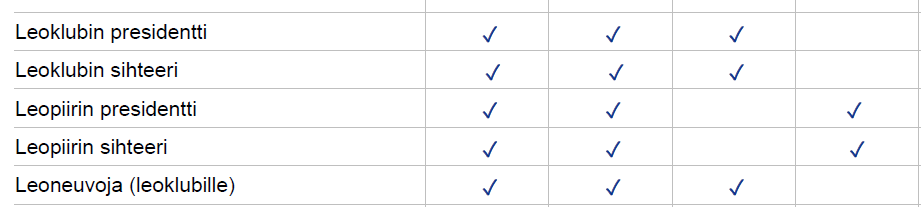 Leoklubin presidentti ✓ ✓ ✓
Leoklubin sihteeri ✓ ✓ ✓
Leopiirin presidentti ✓ ✓ ✓
Leopiirin sihteeri ✓ ✓ ✓
Leoneuvoja (leoklubille) ✓ ✓ ✓